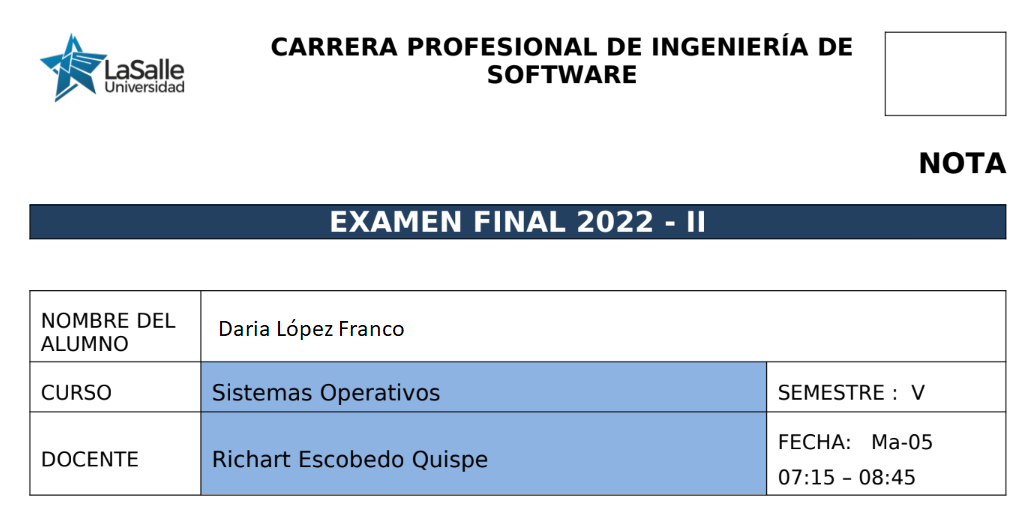 LaSalle
Universidad
CARRERA PROFESIONAL DE INGENIERÍA DE
SOFTWARE
NOTA
EXAMEN FINAL 2022 - II
NOMBRE DEL
ALUMNO
Daria López Franco
CURSO
Sistemas Operativos
SEMESTRE : V
DOCENTE
Richart Escobedo Quispe
FECHA: Ma-05
07:15 – 08:45